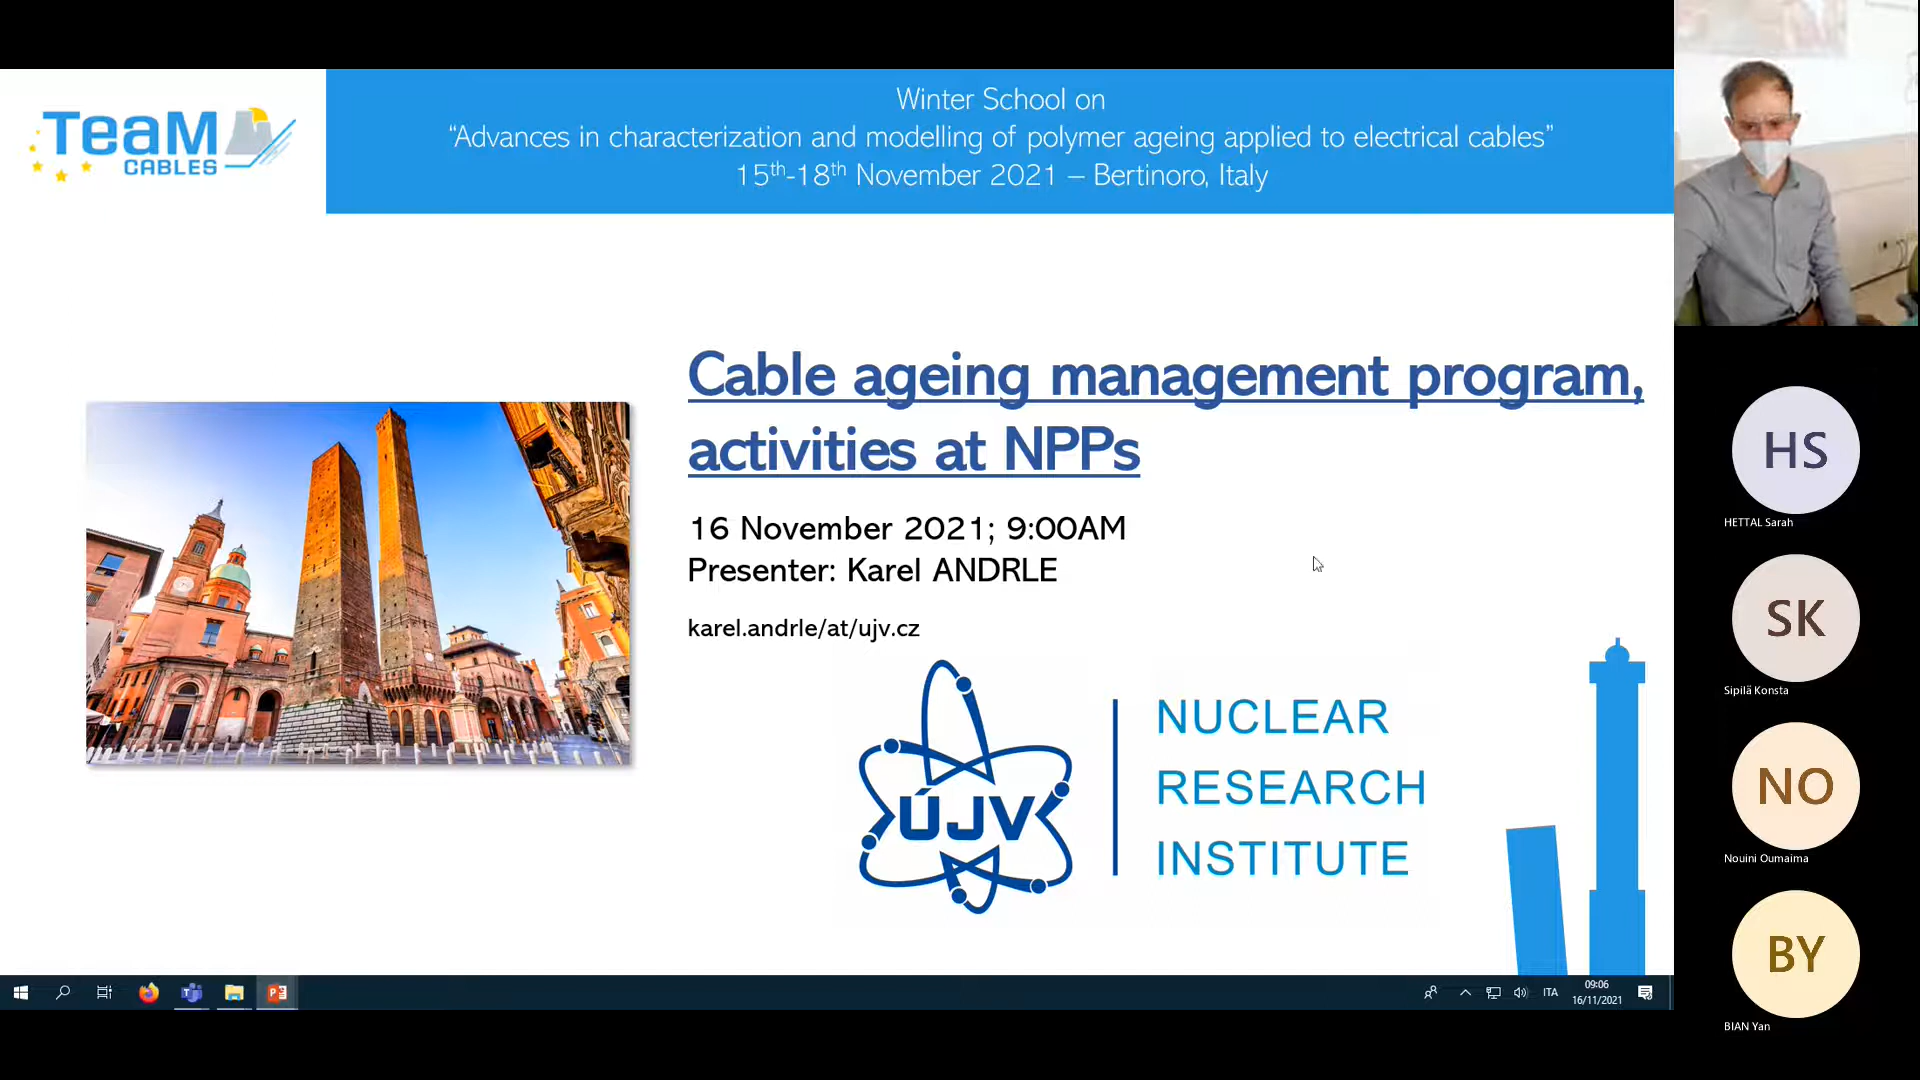 TeaM
CABLES
Winter School on
“Advances in characterization and modelling of polymer ageing applied to electrical cables”
15th-18th November 2021 – Bertinoro, Italy
Cable ageing management program,
activities at NPPs
16 November 2021; 9:00AM
Presenter: Karel ANDRLE
karel.andrle/at/ujv.cz
ÚJV
NUCLEAR
RESEARCH
INSTITUTE
HS
HETTAL Sarah
SK
Sipilä Konsta
NO
Nouini Oumaima
BY
BIAN Yan
ITA
09:06
16/11/2021